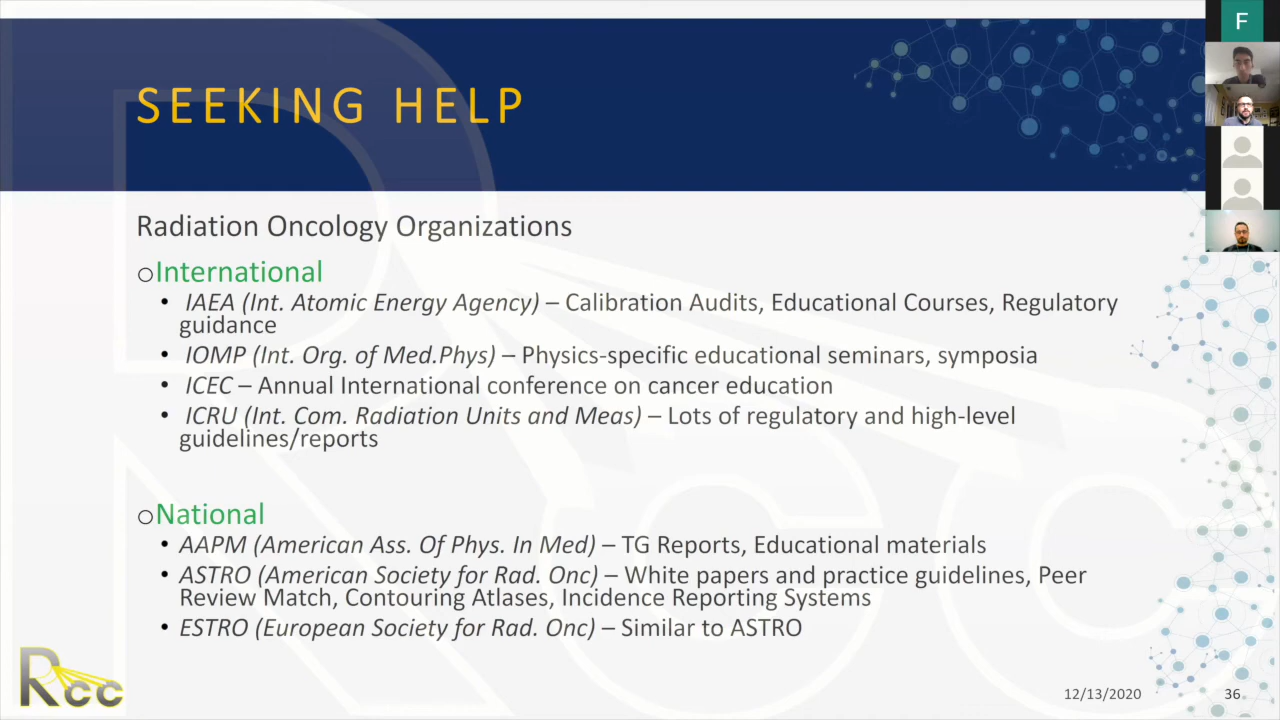 F
SEEKING HELP
Radiation Oncology Organizations
oInternational
• IAEA (Int. Atomic Energy Agency) – Calibration Audits, Educational Courses, Regulatory
guidance
• IOMP (Int. Org. of Med.Phys) – Physics-specific educational seminars, symposia
• ICEC – Annual International conference on cancer education
• ICRU (Int. Com. Radiation Units and Meas) – Lots of regulatory and high-level
guidelines/reports
oNational
• AAPM (American Ass. Of Phys. In Med) – TG Reports, Educational materials
• ASTRO (American Society for Rad. Onc) – White papers and practice guidelines, Peer
Review Match, Contouring Atlases, Incidence Reporting Systems
• ESTRO (European Society for Rad. Onc) – Similar to ASTRO
Rcc
12/13/2020
36